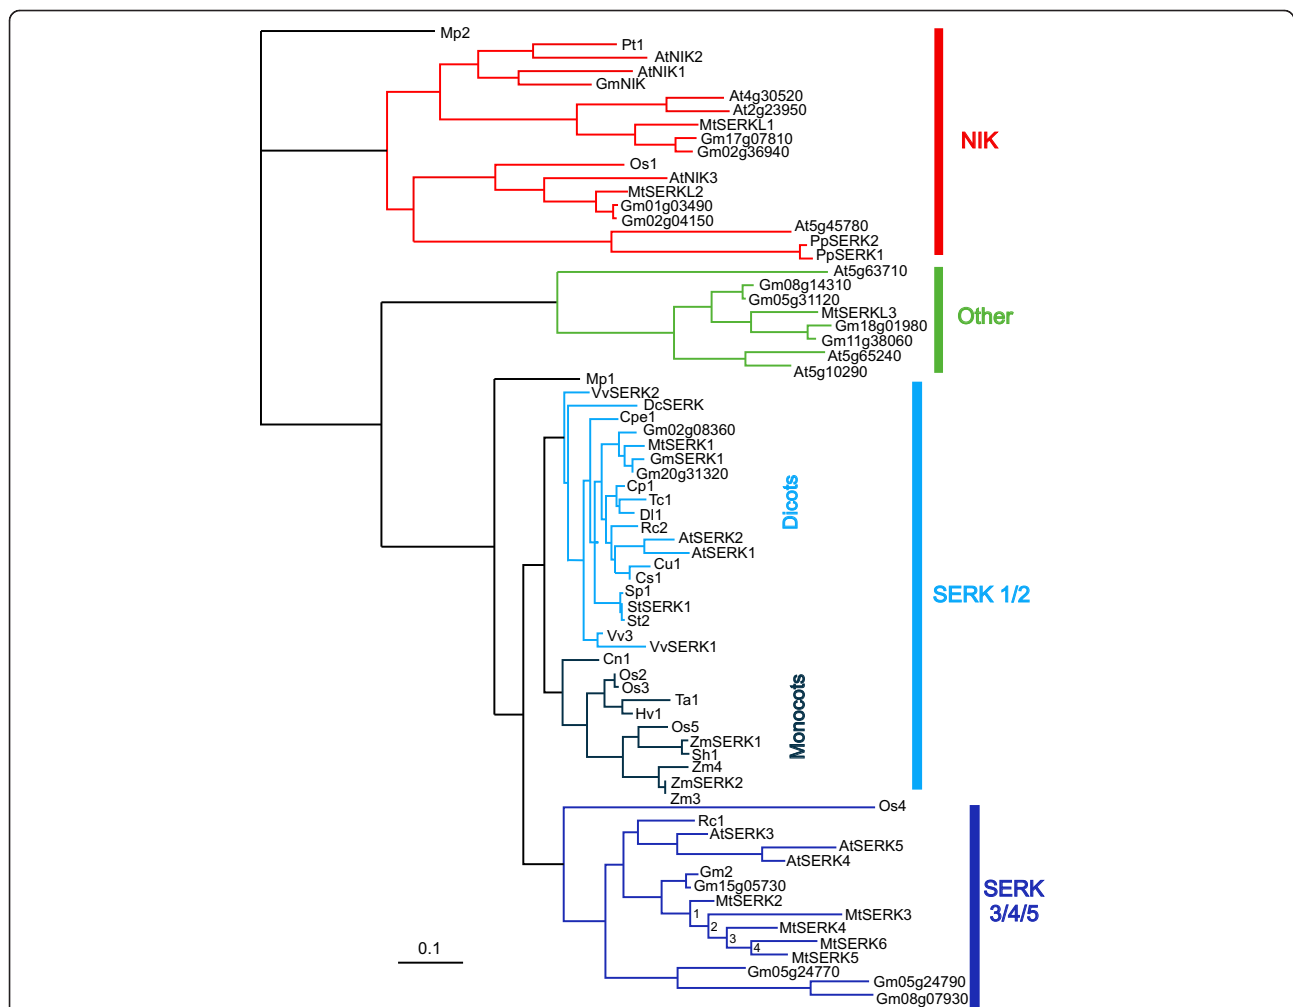 Mp2
Pt1
AtNIK2
AtNIK1
GmNIK
At4g30520
At2g23950
MtSERKL1
Gm17g07810
Gm02g36940
NIK
Os1
AtNIK3
MtSERKL2
Gm01g03490
Gm02g04150
At5g45780
PpSERK2
PpSERK1
At5g63710
Gm08g14310
Gm05g31120
MtSERKL3
Other
Gm18g01980
Gm11g38060
At5g65240
At5g10290
Mp1
VvSERK2
DcSERK
Cpe1
Gm02g08360
MtSERK1
GmSERK1
Gm20g31320
Cp1
Tc1
Dicots
Dl1
Rc2
AtSERK2
AtSERK1
Cu1
Cs1
Sp1
SERK 1/2
StSERK1
St2
Vv3
VvSERK1
Cn1
Os2
Os3
Ta1
Hv1
Monocots
Os5
ZmSERK1
Sh1
Zm4
ZmSERK2
Zm3
Os4
Rc1
AtSERK3
AtSERK5
AtSERK4
Gm2
Gm15g05730
SERK
3/4/5
MtSERK2
1
MtSERK3
2
MtSERK4
3
MtSERK6
4
MtSERK5
0.1
Gm05g24770
Gm05g24790
Gm08g07930